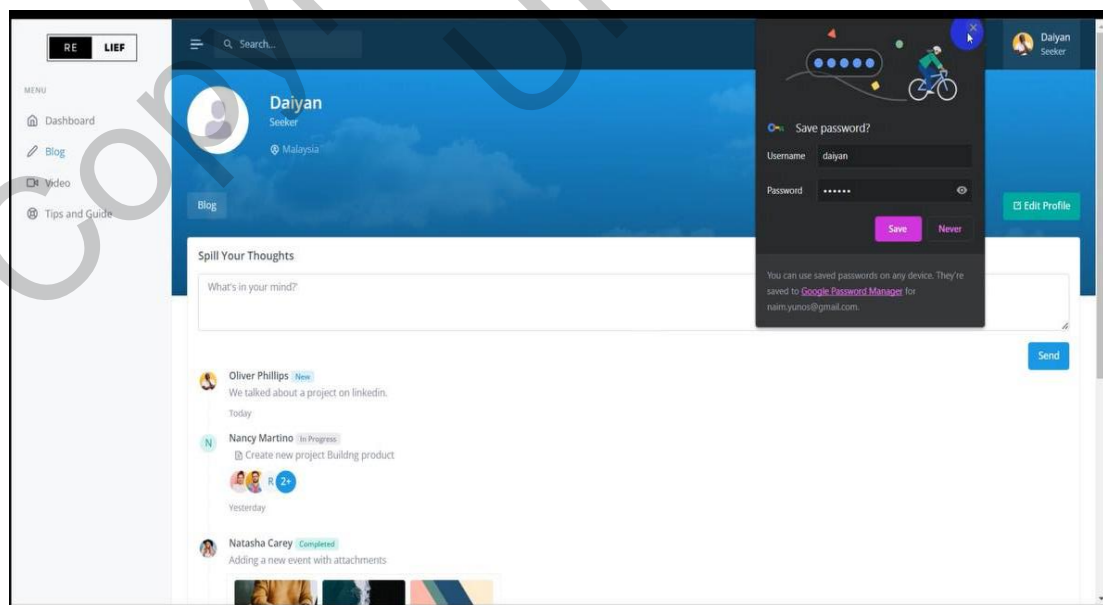 RE LIEF
Search...
Daiyan
Seeker
MENU
Dashboard
Blog
Video
Tips and Guide
Daiyan
Seeker
Malaysia
Blog
Edit Profile
Save password?
Username daiyan
Password ••••••
Save Never
You can use saved passwords on any device. They're
saved to Google Password Manager for
naim.yunos@gmail.com.
Spill Your Thoughts
What's in your mind?'
Send
Oliver Phillips New
We talked about a project on linkedin.
Today
N
Nancy Martino In Progress
Create new project Buildng product
R 2+
Yesterday
Natasha Carey Completed
Adding a new event with attachments